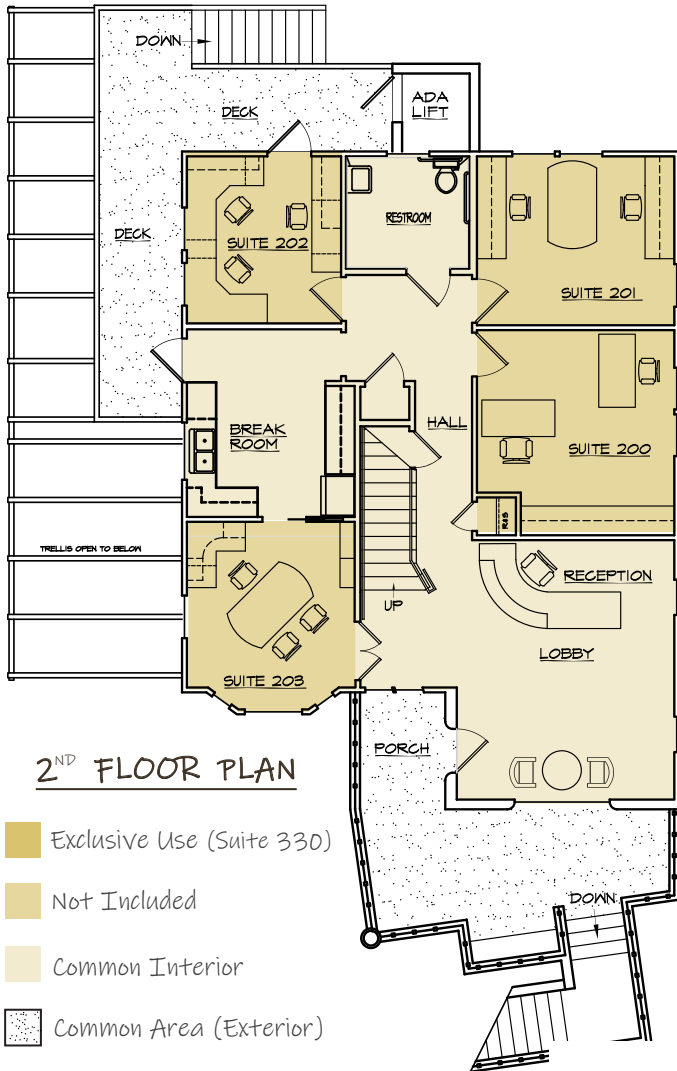 DOWN
ADA
LIFT
DECK
RESTROOM
DECK
SUITE 202
SUITE 201
BREAK
ROOM
HALL
SUITE 200
TRELLIS OPEN TO BELOW
UP
RECEPTION
LOBBY
SUITE 203
PORCH
2ND FLOOR PLAN
Exclusive Use (Suite 330)
Not Included
Common Interior
DOWN
Common Area (Exterior)